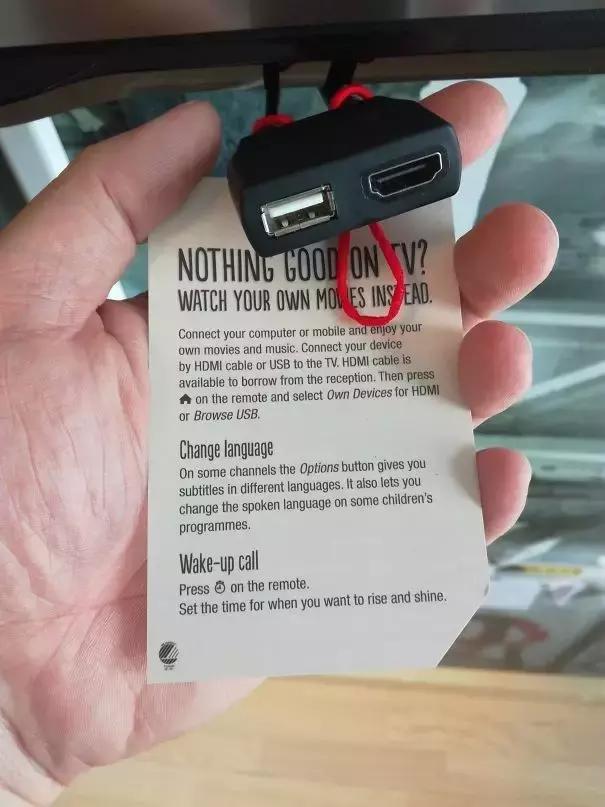 NOTHING GOOD ON TV?
WATCH YOUR OWN MOVIES INSTEAD.
Connect your computer or mobile and enjoy your
own movies and music. Connect your device
by HDMI cable or USB to the TV. HDMI cable is
available to borrow from the reception. Then press
on the remote and select Own Devices for HDMI
or Browse USB.
Change language
On some channels the Options button gives you
subtitles in different languages. It also lets you
change the spoken language on some children's
programmes.
Wake-up call
Press on the remote.
Set the time for when you want to rise and shine.